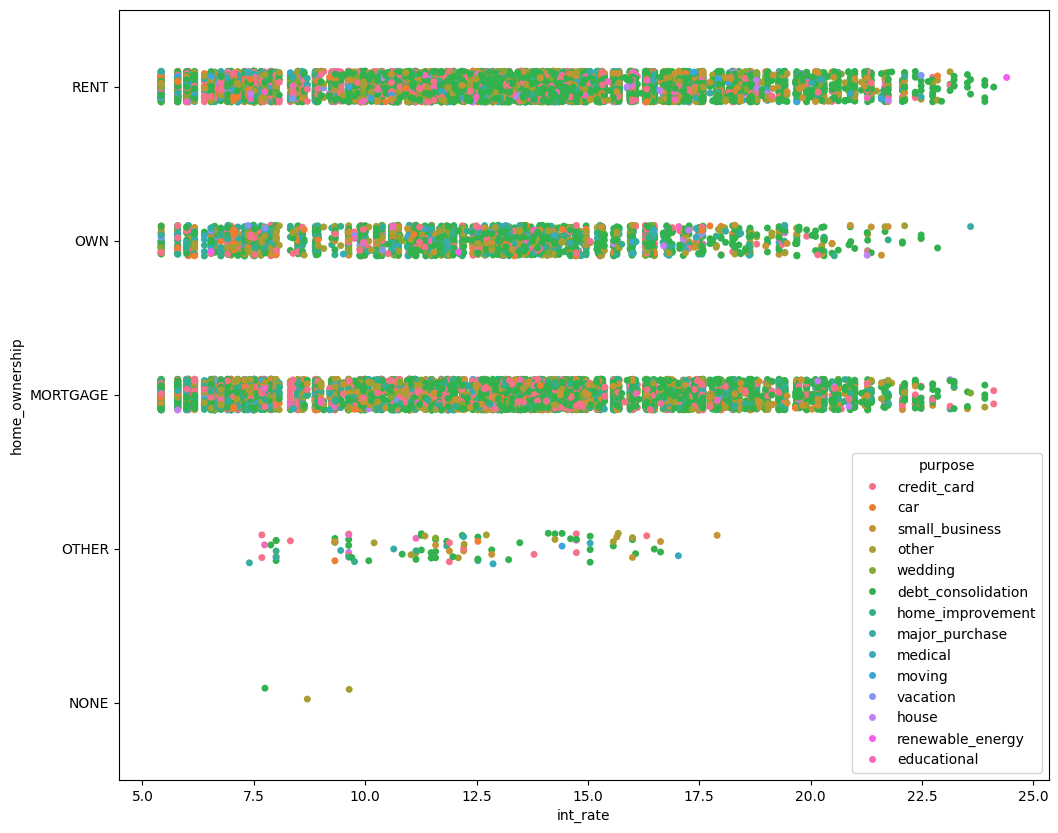 home_ownership
RENT
OWN
MORTGAGE
OTHER
NONE
purpose
credit_card
car
small_business
other
wedding
debt_consolidation
home_improvement
major_purchase
medical
moving
vacation
house
renewable_energy
educational
5.0 7.5 10.0 12.5 15.0 17.5 20.0 22.5 25.0
int_rate